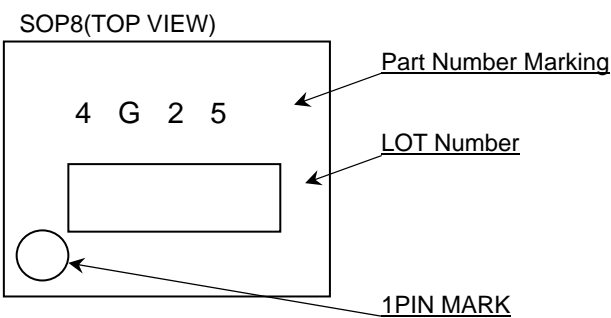 SOP8(TOP VIEW)
Part Number Marking
4 G 2 5
LOT Number
1PIN MARK